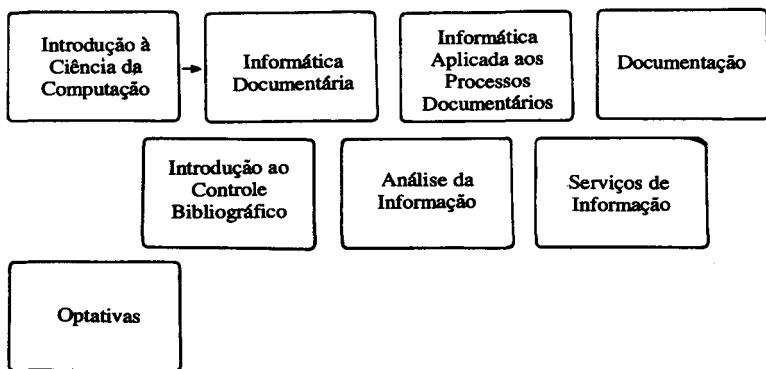 Introdução à
Ciência da
Computação
Informática
Documentária
Informática
Aplicada aos
Processos
Documentários
Documentação
Introdução ao
Controle
Bibliográfico
Análise da
Informação
Serviços de
Informação
Optativas